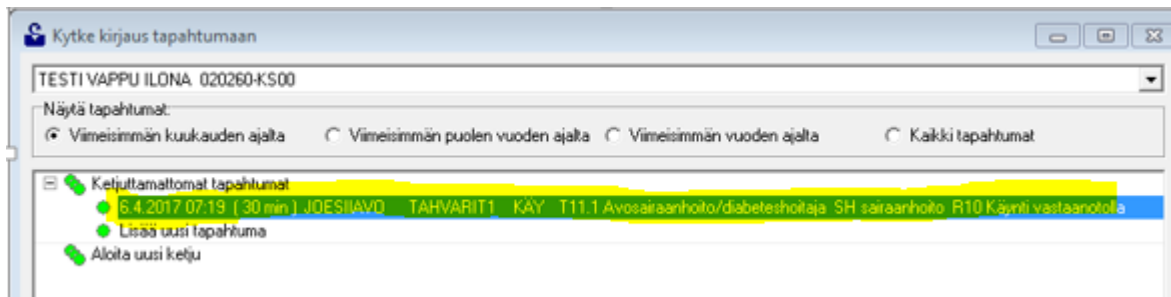 Kytke kirjaus tapahtumaan
TESTI VAPPU ILONA 020260-KS00
Näytä tapahtumat:
Viimeisimmän kuukauden ajalta Viimeisimmän puolen vuoden ajalta Viimeisimmän vuoden ajalta Kaikki tapahtumat
Ketjuttamattomat tapahtumat
6.4.2017 07:19 ( 30 min ) JOESIIAVO TAHVARIIT1 KÄY T11.1 Avosairaanhoito/diabeteshoitaja SH sairaanhoito R10 Käynti vastaanotolla
Lisää uusi tapahtuma
Aloita uusi ketju